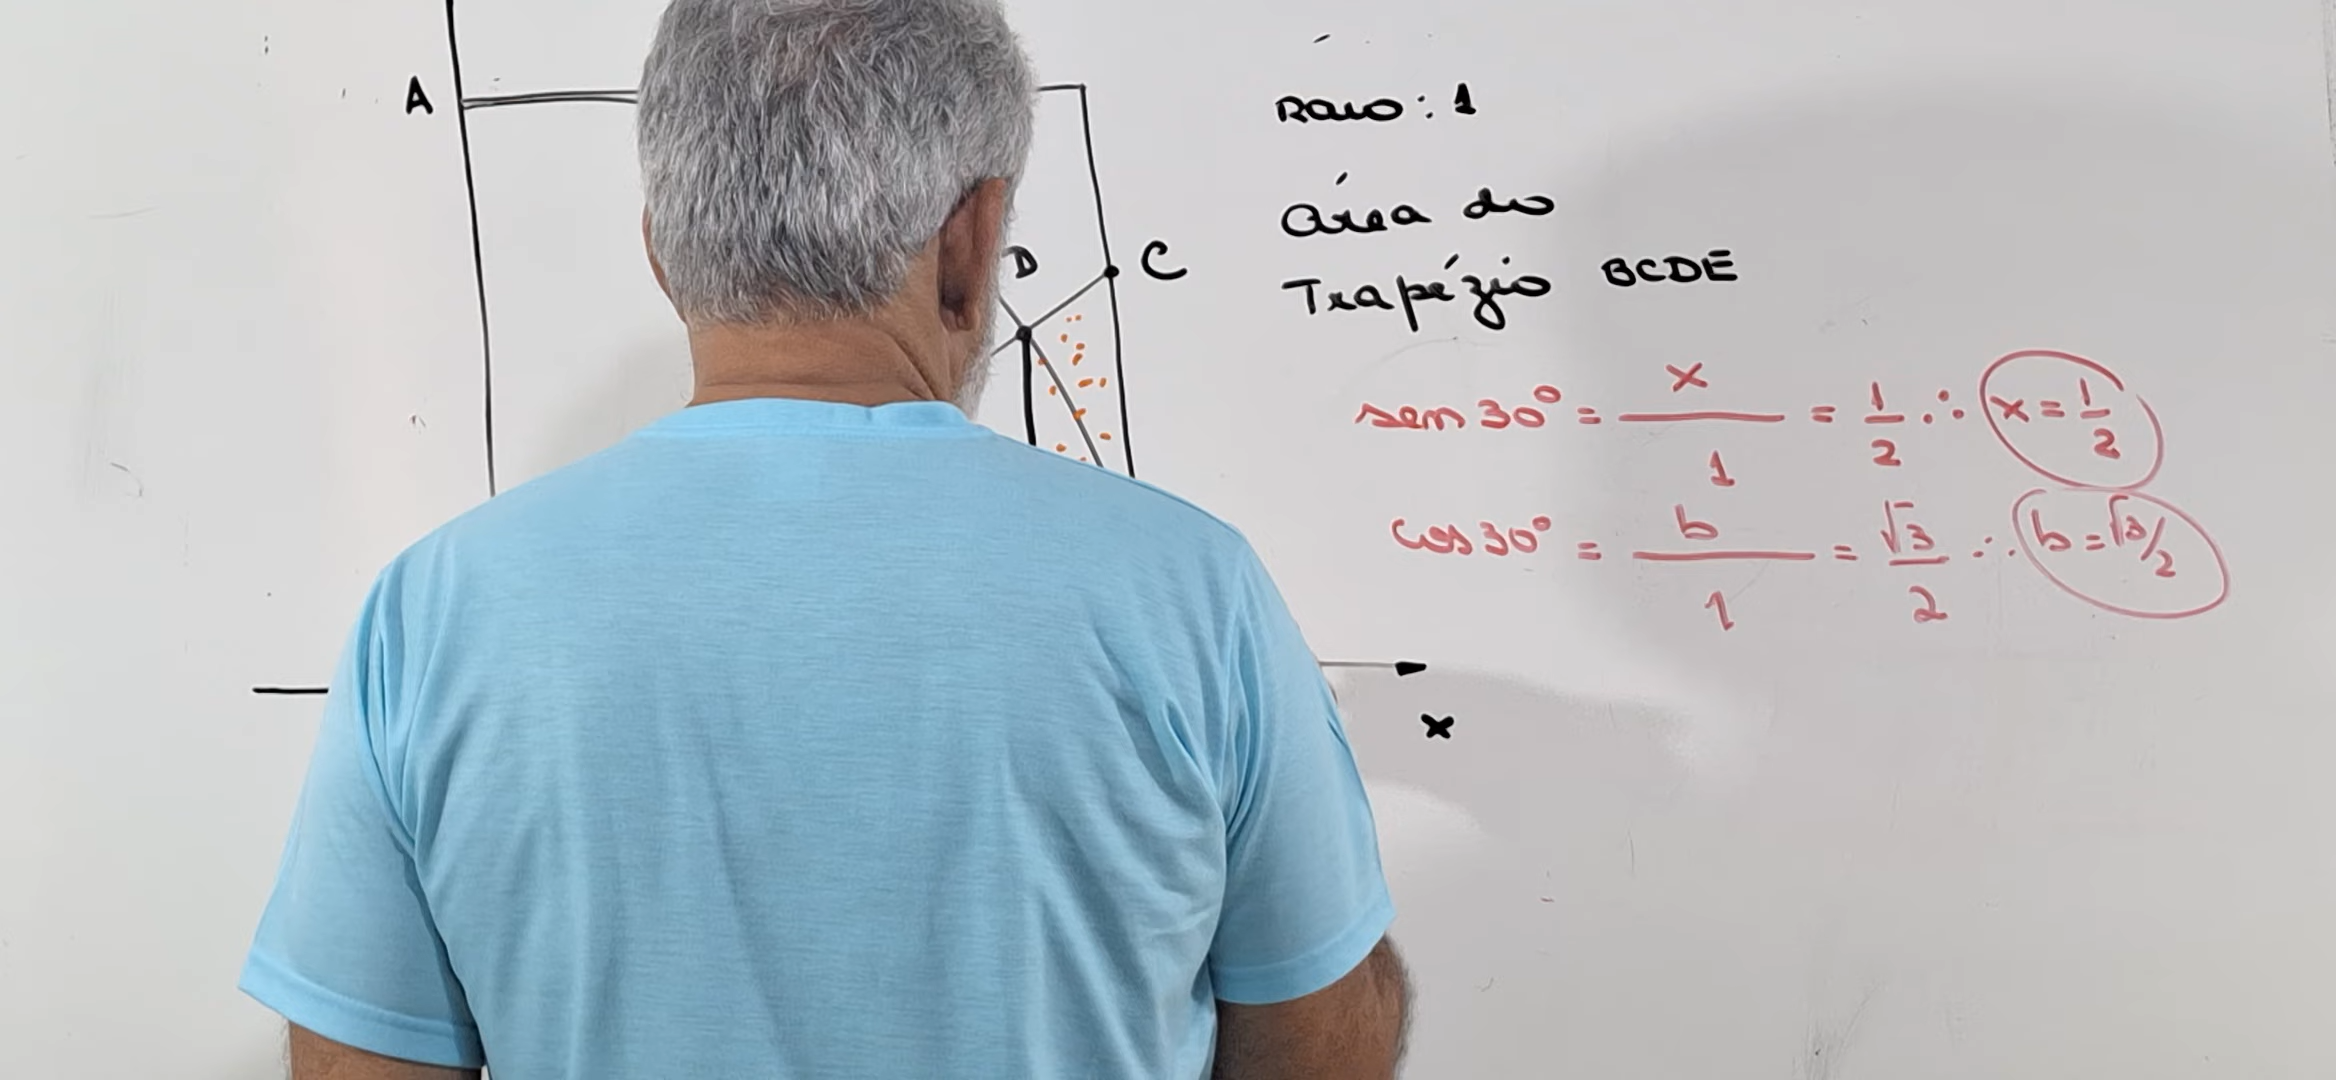 A
D
C
Raio : 1
Área do
Trapézio BCDE
sen 30° = x/1 = 1/2 ∴ x = 1/2
cos 30° = b/1 = √3/2 ∴ b = √3/2
x